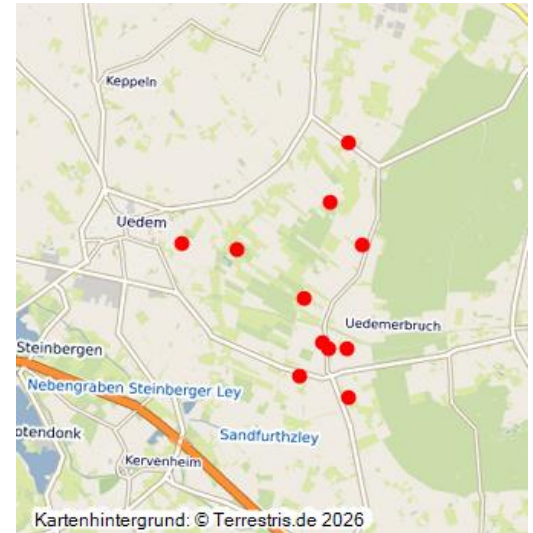 Keppeln
Uedem
Uedemerbruch
Steinbergen
Nebengraben Steinberger Ley
otendonk
Sandfurthzley
Kervenheim
Kartenhintergrund: © Terrestris.de 2026